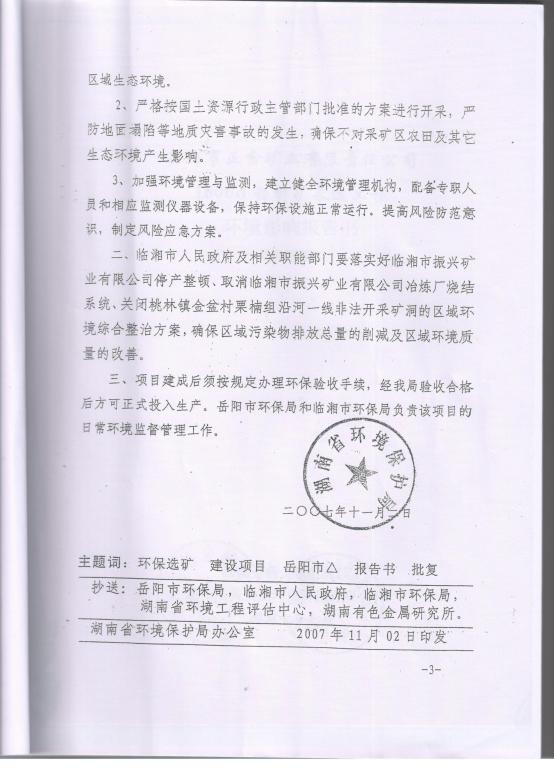 区域生态环境。
2、严格按国土资源行政主管部门批准的方案进行开采，严
防地面塌陷等地质灾害事故的发生，确保不对采矿区农田及其它
生态环境产生影响。
3、加强环境管理与监测，建立健全环境管理机构，配备专职人
员和相应监测仪器设备，保持环保设施正常运行。提高风险防范意
识，制定风险应急方案。
二、临湘市人民政府及相关职能部门要落实好临湘市振兴矿
业有限公司停产整顿、取消临湘市振兴矿业有限公司冶炼厂烧结
系统、关闭桃林镇金盆村栗楠组沿河一线非法开采矿洞的区域环
境综合整治方案，确保区域污染物排放总量的削减及区域环境质
量的改善。
三、项目建成后须按规定办理环保验收手续，经我局验收合格
后方可正式投入生产。岳阳市环保局和临湘市环保局负责该项目的
日常环境监督管理工作。
湖南省环境保护局
二〇〇七年十一月二日
主题词：环保选矿 建设项目 岳阳市△ 报告书 批复
抄送：岳阳市环保局，临湘市人民政府，临湘市环保局，
湖南省环境工程评估中心，湖南有色金属研究所。
湖南省环境保护局办公室 2007年11月02日印发
-3-